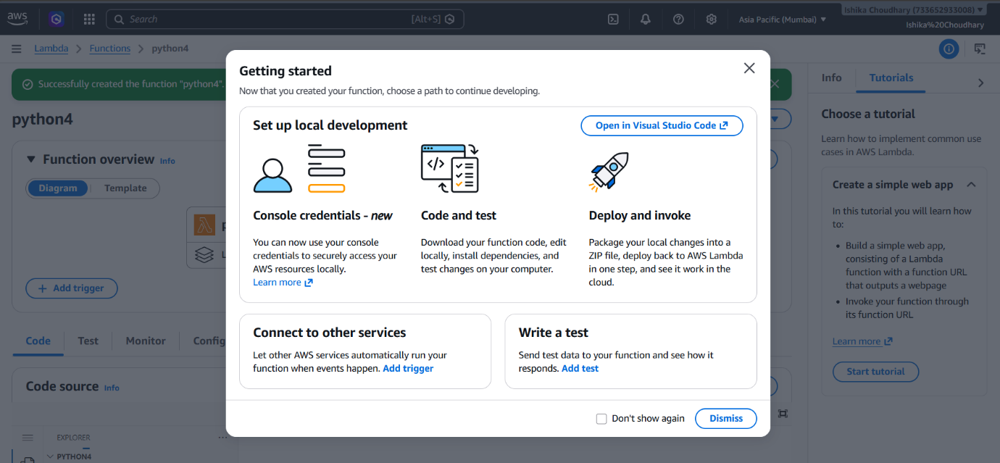 aws
Search [Alt+S]
Asia Pacific (Mumbai)
Ishika Choudhary (733652933008)
Ishika%20Choudhary
Lambda
Functions
python4
Successfully created the function "python4".
python4
Function overview Info
Diagram Template
Add trigger
Code Test Monitor Config
Code source Info
EXPLORER ...
PYTHON4
Getting started
Now that you created your function, choose a path to continue developing.
Set up local development
Open in Visual Studio Code
Console credentials - new
You can now use your console
credentials to securely access your
AWS resources locally.
Learn more
Code and test
Download your function code, edit
locally, install dependencies, and
test changes on your computer.
Deploy and invoke
Package your local changes into a
ZIP file, deploy back to AWS Lambda
in one step, and see it work in the
cloud.
Connect to other services
Let other AWS services automatically run your
function when events happen. Add trigger
Write a test
Send test data to your function and see how it
responds. Add test
Don't show again
Dismiss
Info Tutorials
Choose a tutorial
Learn how to implement common use
cases in AWS Lambda.
Create a simple web app
In this tutorial you will learn how
to:
• Build a simple web app,
consisting of a Lambda
function with a function URL
that outputs a webpage
• Invoke your function through
its function URL
Learn more
Start tutorial